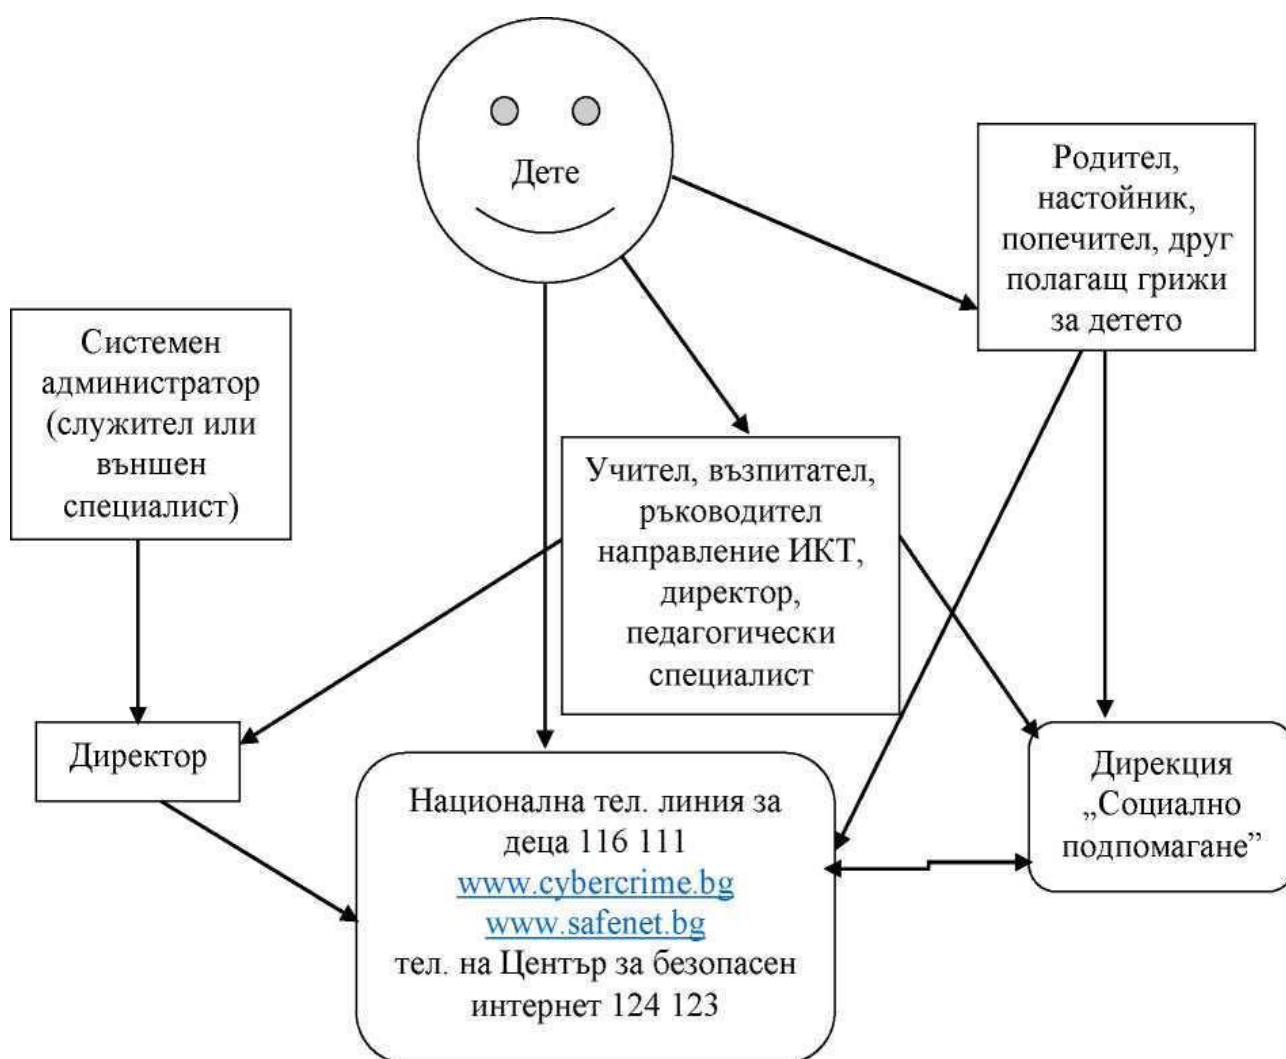 Дете
Родител,
настойник,
попечител, друг
полагащ грижи
за детето
Системен
администратор
(служител или
външен
специалист)
Учител, възпитател,
ръководител
направление ИКТ,
директор,
педагогически
специалист
Директор
Национална тел. линия за
деца 116 111
www.cybercrime.bg
www.safenet.bg
тел. на Център за безопасен
интернет 124 123
Дирекция
„Социално
подпомагане”